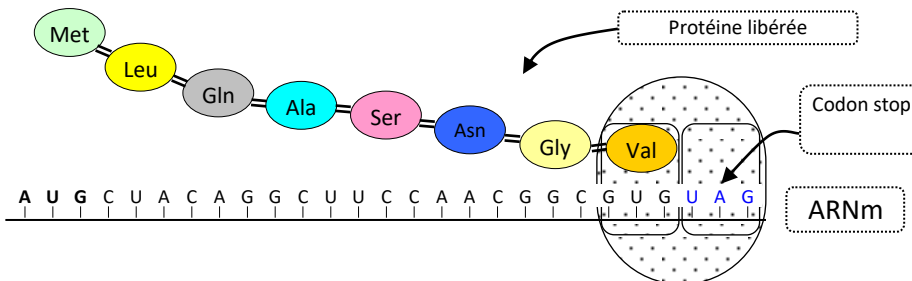 Protéine libérée
Met
Leu
Gln
Ala
Ser
Asn
Gly
Val
Codon stop
A U G C U A C A G G C U U C C A A C G G C G U G U A G
ARNm